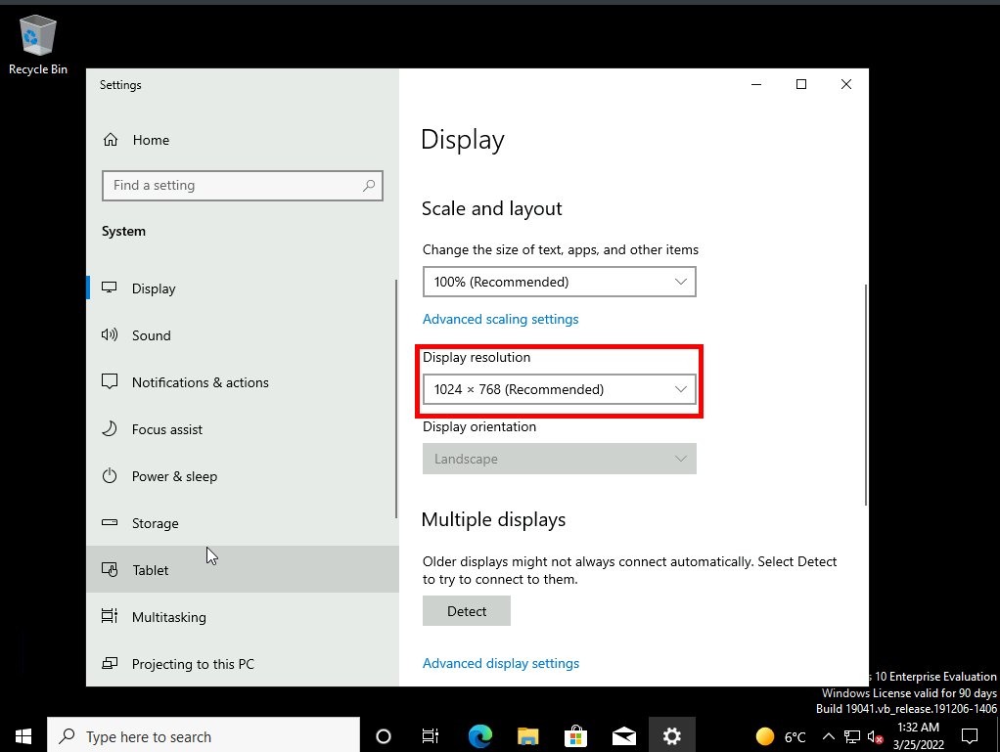 Recycle Bin
Settings
Home
Find a setting
System
Display
Sound
Notifications & actions
Focus assist
Power & sleep
Storage
Tablet
Multitasking
Projecting to this PC
Display
Scale and layout
Change the size of text, apps, and other items
100% (Recommended)
Advanced scaling settings
Display resolution
1024 × 768 (Recommended)
Display orientation
Landscape
Multiple displays
Older displays might not always connect automatically. Select Detect
to try to connect to them.
Detect
Advanced display settings
s 10 Enterprise Evaluation
Windows License valid for 90 days
Build 19041.vb_release.191206-1406
Type here to search
6°C
1:32 AM
3/25/2022